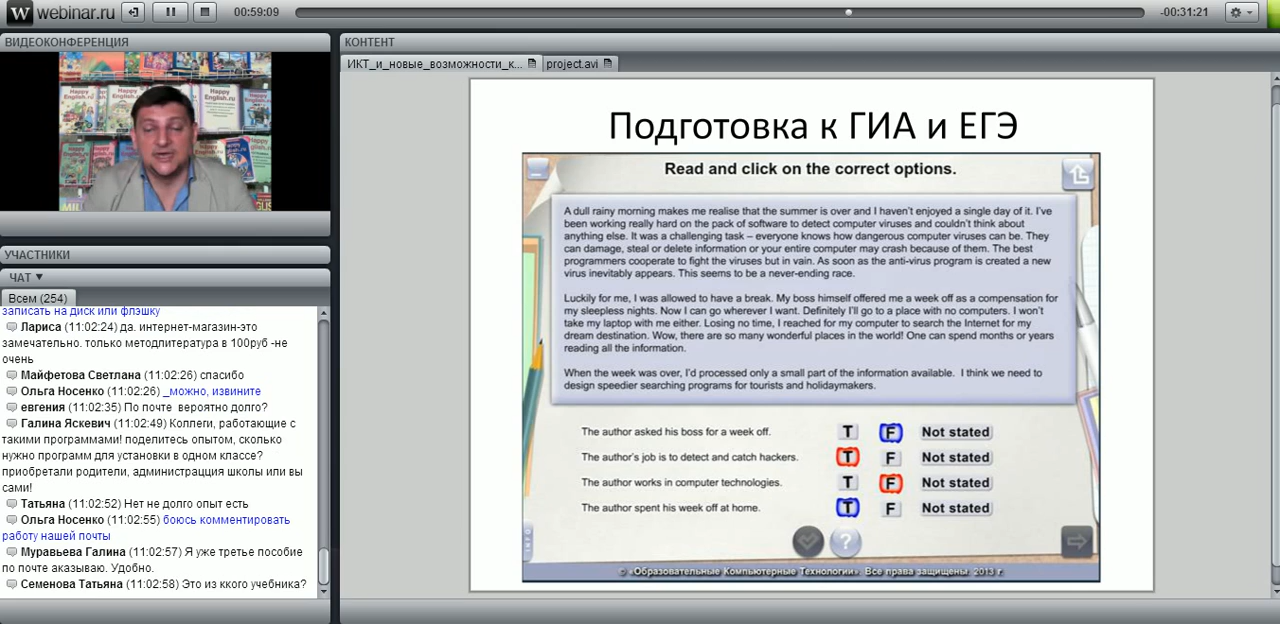 W webinar.ru
00:59:09
-00:31:21
ВИДЕОКОНФЕРЕНЦИЯ
Happy English.ru
УЧАСТНИКИ
ЧАТ ▼
Всем (254)
записать на диск или флэшку
Лариса (11:02:24) да. интернет-магазин-это
замечательно. только методлитература в 100руб -не
очень
Майфетова Светлана (11:02:26) спасибо
Ольга Носенко (11:02:26) _можно, извините
евгения (11:02:35) По почте вероятно долго?
Галина Яскевич (11:02:49) Коллеги, работающие с
такими программами! поделитесь опытом, сколько
нужно программ для установки в одном классе?
приобретали родители, администрацция школы или вы
сами!
Татьяна (11:02:52) Нет не долго опыт есть
Ольга Носенко (11:02:55) боюсь комментировать
работу нашей почты
Муравьева Галина (11:02:57) Я уже третье пособие
по почте аказываю. Удобно.
Семенова Татьяна (11:02:58) Это из ккого учебника?
КОНТЕНТ
ИКТ_и_новые_возможности_к...
project.avi
Подготовка к ГИА и ЕГЭ
Read and click on the correct options.
A dull rainy morning makes me realise that the summer is over and I haven't enjoyed a single day of it. I've
been working really hard on the pack of software to detect computer viruses and couldn't think about
anything else. It was a challenging task – everyone knows how dangerous computer viruses can be. They
can damage, steal or delete information or your entire computer may crash because of them. The best
programmers cooperate to fight the viruses but in vain. As soon as the anti-virus program is created a new
virus inevitably appears. This seems to be a never-ending race.
Luckily for me, I was allowed to have a break. My boss himself offered me a week off as a compensation for
my sleepless nights. Now I can go wherever I want. Definitely I'll go to a place with no computers. I won't
take my laptop with me either. Losing no time, I reached for my computer to search the Internet for my
dream destination. Wow, there are so many wonderful places in the world! One can spend months or years
reading all the information.
When the week was over, I'd processed only a small part of the information available. I think we need to
design speedier searching programs for tourists and holidaymakers.
The author asked his boss for a week off. T F Not stated
The author's job is to detect and catch hackers. T F Not stated
The author works in computer technologies. T F Not stated
The author spent his week off at home. T F Not stated
?
INFO
© «Образовательные Компьютерные Технологии». Все права защищены, 2013 г.